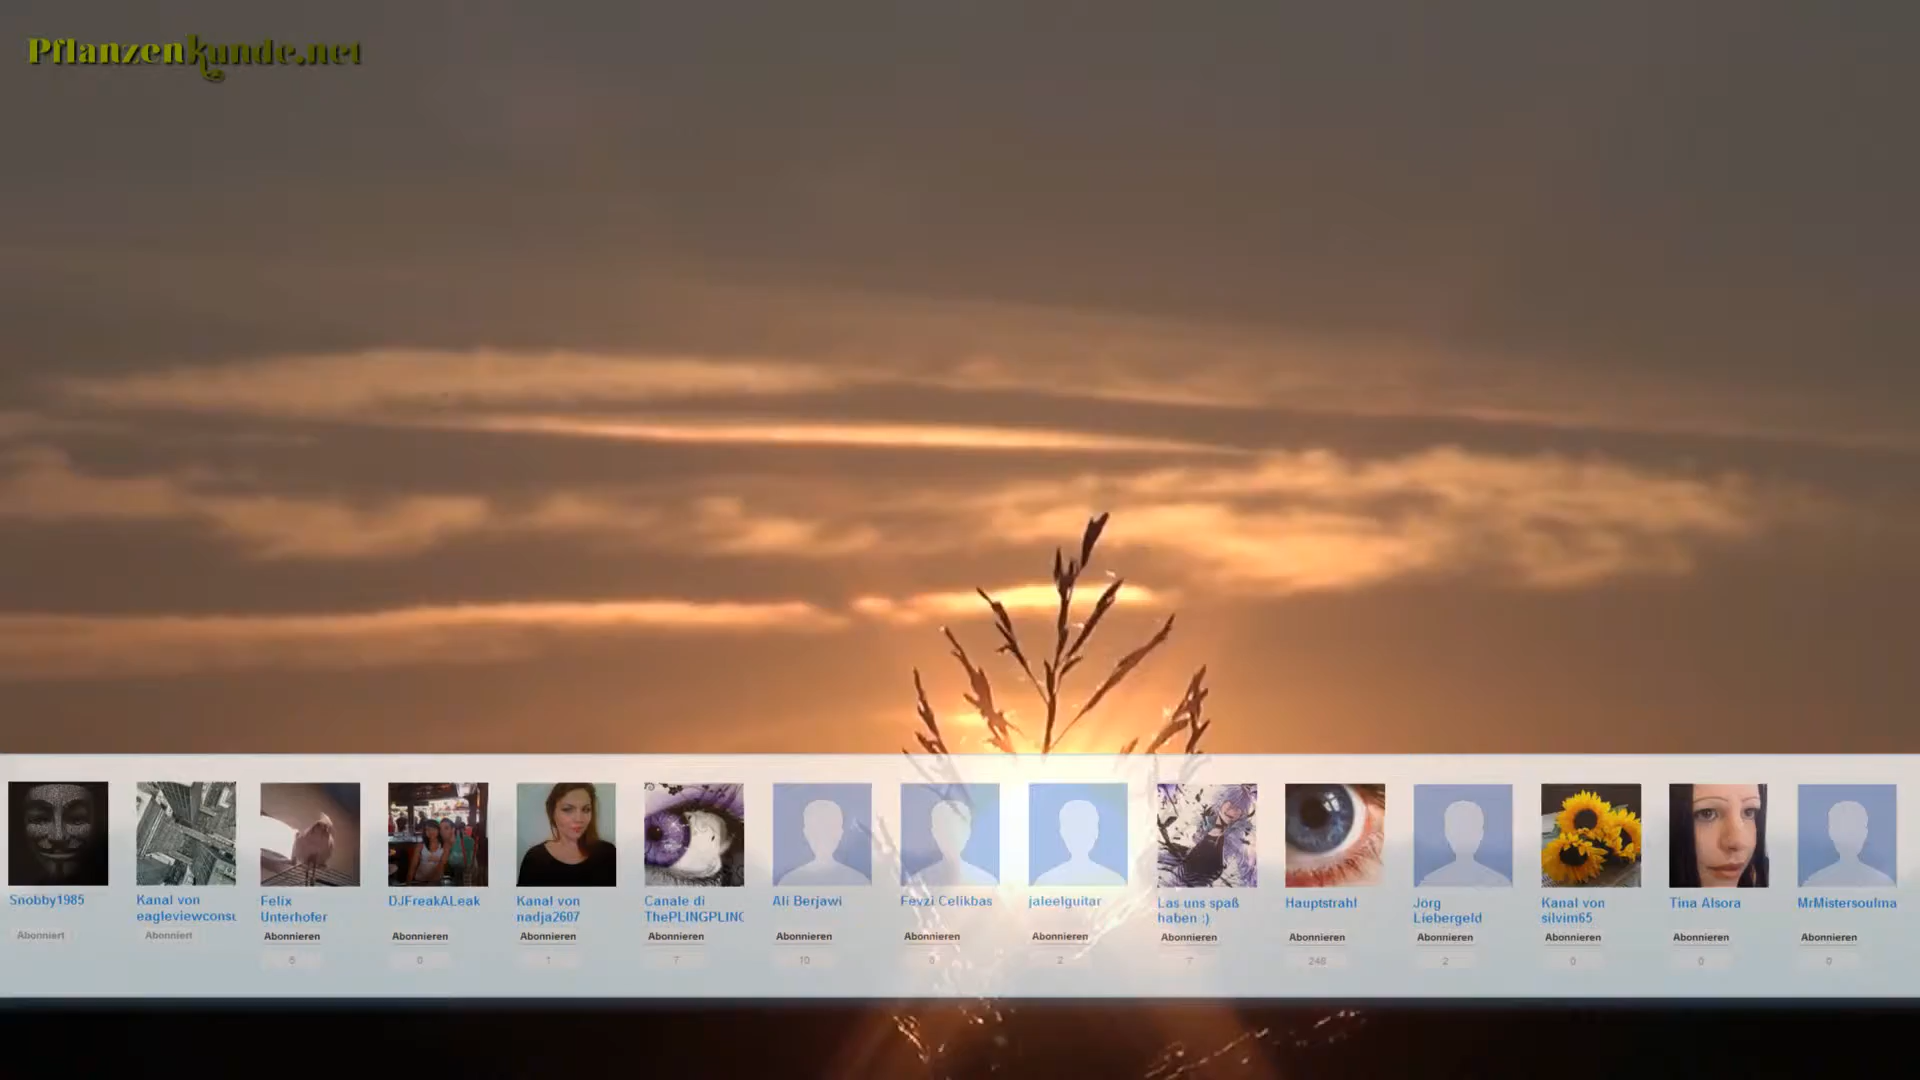 Pflanzenkunde.net
Snobby1985
Abonniert
Kanal von
eagleviewconsu
Abonniert
Felix
Unterhofer
Abonnieren
6
DJFreakALeak
Abonnieren
0
Kanal von
nadja2607
Abonnieren
1
Canale di
ThePLINGPLING
Abonnieren
7
Ali Berjawi
Abonnieren
10
Fevzi Celikbas
Abonnieren
jaleelguitar
Abonnieren
2
Las uns spaß
haben :)
Abonnieren
7
Hauptstrahl
Abonnieren
248
Jörg
Liebergeld
Abonnieren
2
Kanal von
silvim65
Abonnieren
0
Tina Alsora
Abonnieren
0
MrMistersoulma
Abonnieren
0